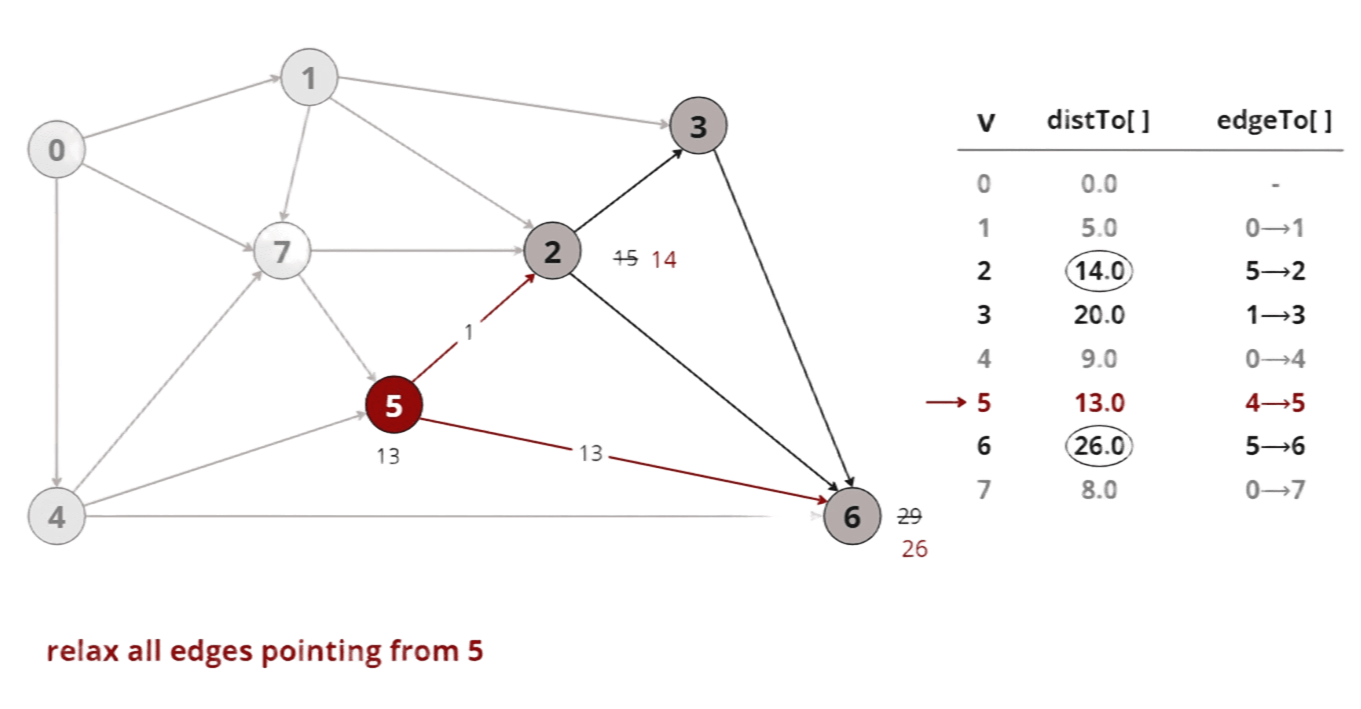 1
3
0
v distTo[] edgeTo[]
0 0.0 -
1 5.0 0→1
7
2
15 14
2 14.0 5→2
3 20.0 1→3
1
4 9.0 0→4
5
5 13.0 4→5
13
13
6 26.0 5→6
7 8.0 0→7
4
6
29
26
relax all edges pointing from 5